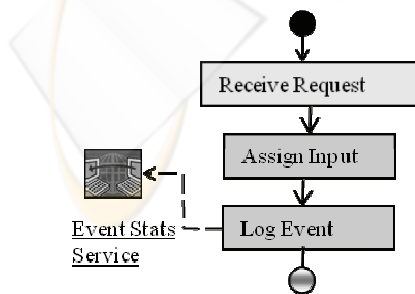 Receive Request
Assign Input
Log Event
Event Stats
Service